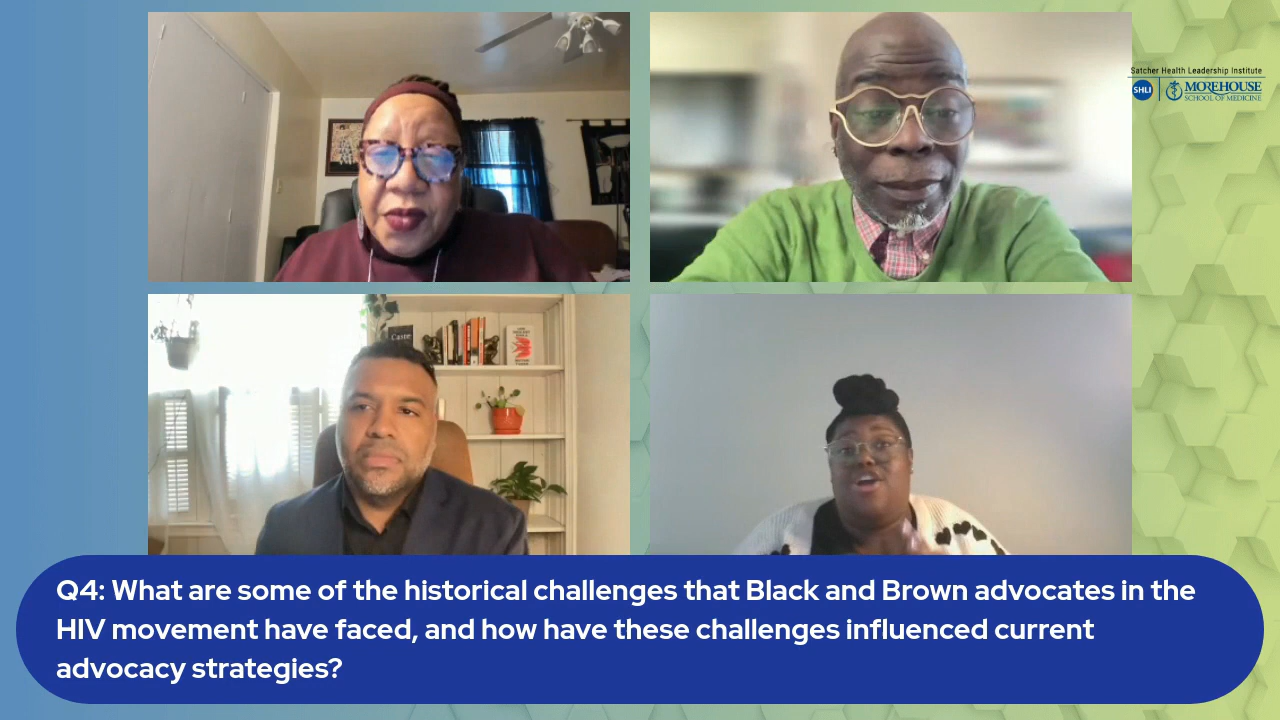 Satcher Health Leadership Institute
SHLI
MOREHOUSE
SCHOOL OF MEDICINE
Caste
Q4: What are some of the historical challenges that Black and Brown advocates in the
HIV movement have faced, and how have these challenges influenced current
advocacy strategies?